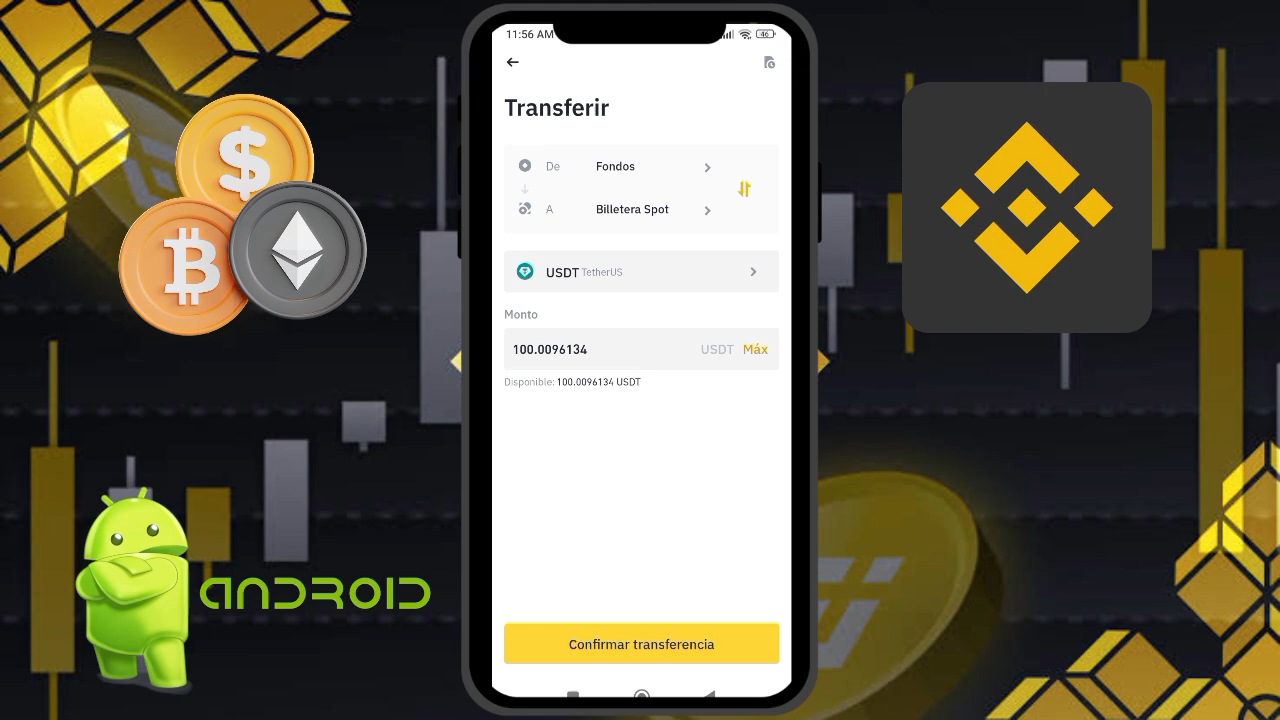 11:56 AM
46
Transferir
De Fondos
A Billetera Spot
USDT TetherUS
Monto
100.0096134 USDT Máx
Disponible: 100.0096134 USDT
Confirmar transferencia
ANDROID